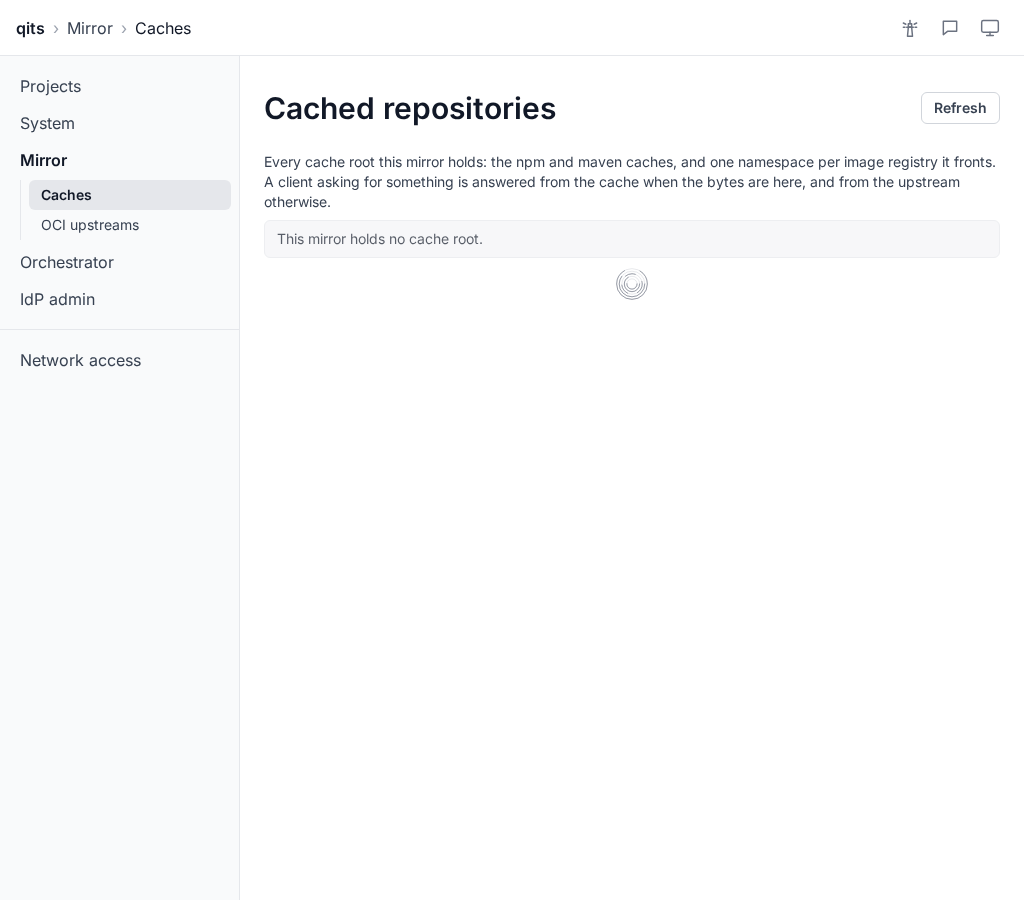 qits › Mirror › Caches
Projects
System
Mirror
Caches
OCI upstreams
Orchestrator
IdP admin
Network access
Cached repositories
Refresh
Every cache root this mirror holds: the npm and maven caches, and one namespace per image registry it fronts.
A client asking for something is answered from the cache when the bytes are here, and from the upstream
otherwise.
This mirror holds no cache root.